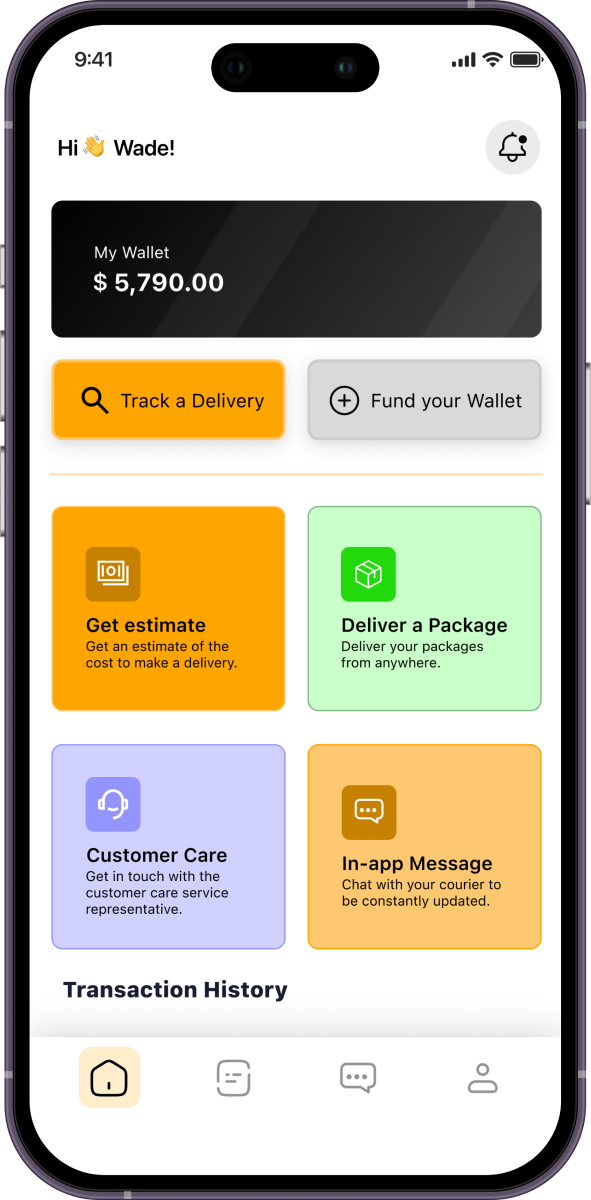 9:41
Hi 👋 Wade!
My Wallet
$ 5,790.00
Track a Delivery
Fund your Wallet
Get estimate
Get an estimate of the
cost to make a delivery.
Deliver a Package
Deliver your packages
from anywhere.
Customer Care
Get in touch with the
customer care service
representative.
In-app Message
Chat with your courier to
be constantly updated.
Transaction History